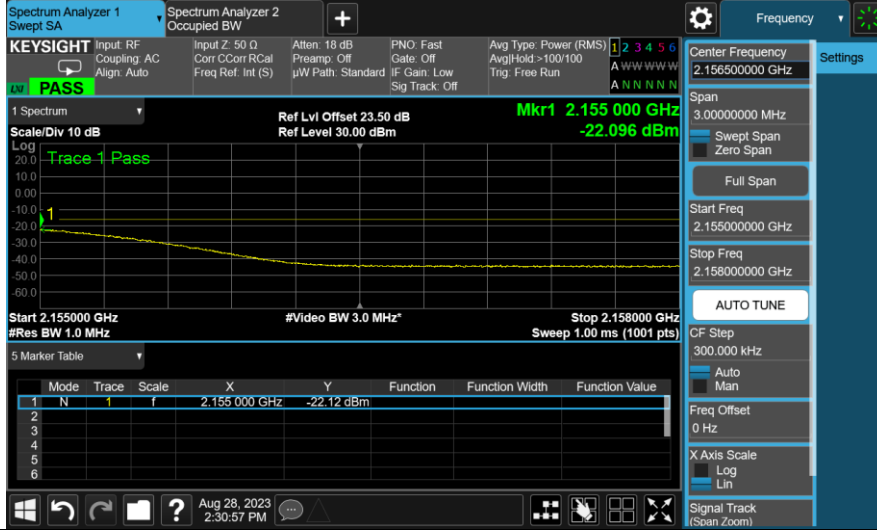 Spectrum Analyzer 1
Swept SA
Spectrum Analyzer 2
Occupied BW
+
Frequency
KEYSIGHT
LXI
PASS
Input: RF
Coupling: AC
Align: Auto
Input Z: 50 Ω
Corr CCorr RCal
Freq Ref: Int (S)
Atten: 18 dB
Preamp: Off
µW Path: Standard
PNO: Fast
Gate: Off
IF Gain: Low
Sig Track: Off
Avg Type: Power (RMS)
Avg|Hold:>100/100
Trig: Free Run
1 2 3 4 5 6
A W W W W W
A N N N N N
1 Spectrum
Scale/Div 10 dB
Ref Lvl Offset 23.50 dB
Ref Level 30.00 dBm
Mkr1 2.155 000 GHz
-22.096 dBm
Log
Trace 1 Pass
20.0
10.0
0.00
-10.0
1
-20.0
-30.0
-40.0
-50.0
-60.0
Start 2.155000 GHz
#Res BW 1.0 MHz
#Video BW 3.0 MHz*
Stop 2.158000 GHz
Sweep 1.00 ms (1001 pts)
5 Marker Table
Mode Trace Scale X Y Function Function Width Function Value
1 N 1 f 2.155 000 GHz -22.12 dBm
2
3
4
5
6
Aug 28, 2023
2:30:57 PM
Center Frequency
2.156500000 GHz
Settings
Span
3.00000000 MHz
Swept Span
Zero Span
Full Span
Start Freq
2.155000000 GHz
Stop Freq
2.158000000 GHz
AUTO TUNE
CF Step
300.000 kHz
Auto
Man
Freq Offset
0 Hz
X Axis Scale
Log
Lin
Signal Track
(Span Zoom)